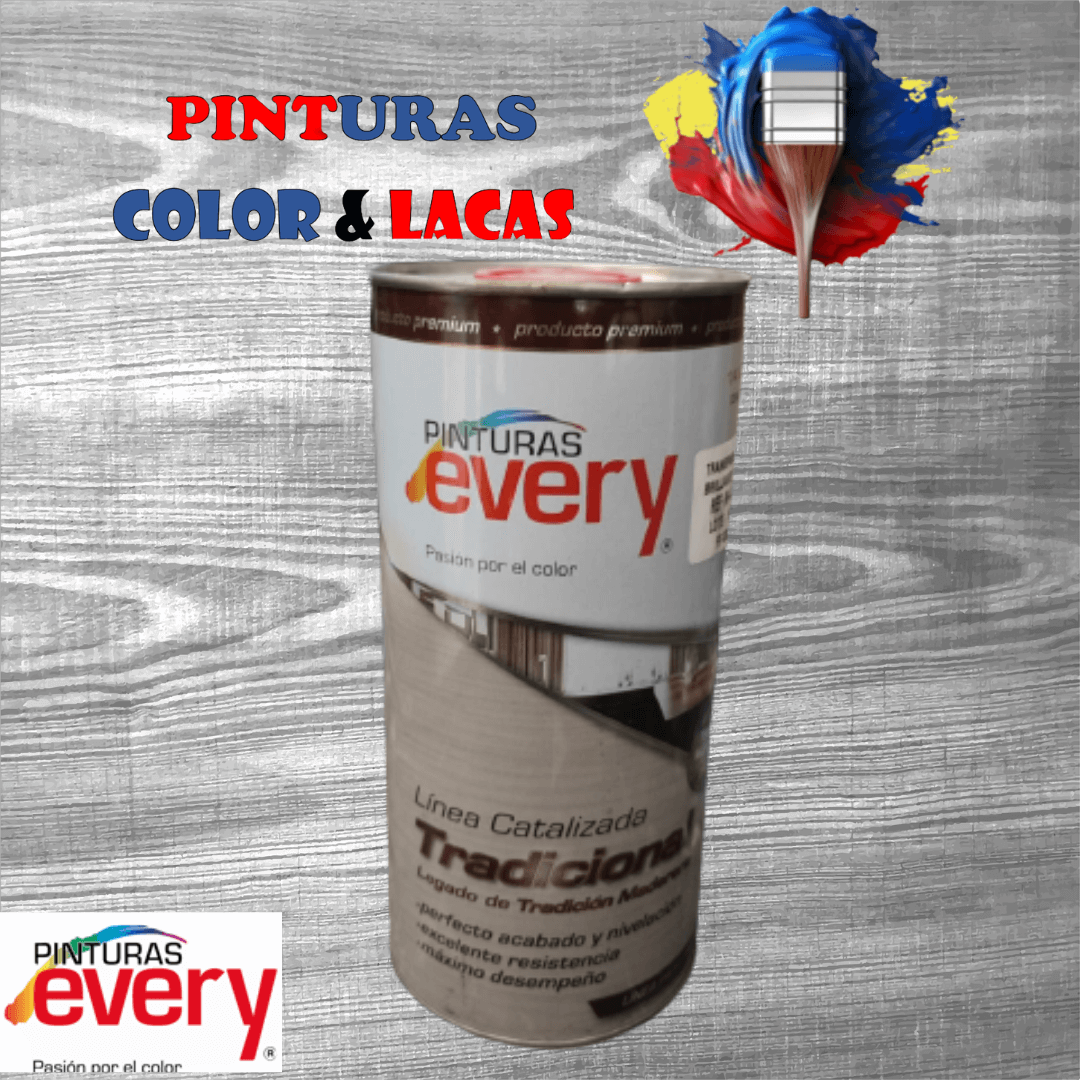 PINTURAS
COLOR & LACAS
producto premium • producto premium •
PINTURAS
every
®
Pasión por el color
Línea Catalizada
Tradicional
Legado de Tradición
-perfecto acabado y nivelación
-excelente resistencia
-máximo desempeño
PINTURAS
every
®
Pasión por el color